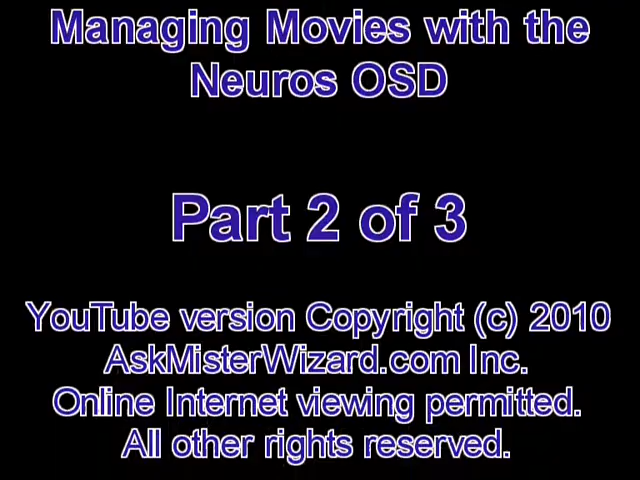 Managing Movies with the
Neuros OSD
Part 2 of 3
YouTube version Copyright (c) 2010
AskMisterWizard.com Inc.
Online Internet viewing permitted.
All other rights reserved.